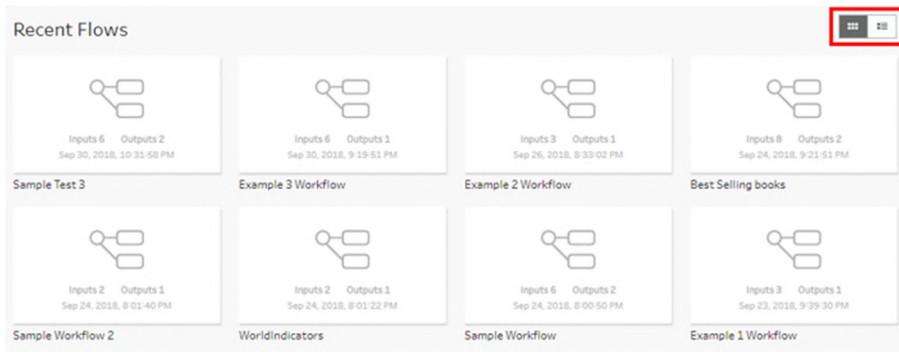 Recent Flows
Inputs 6 Outputs 2
Sep 30, 2018, 10:31:58 PM
Sample Test 3
Inputs 6 Outputs 1
Sep 30, 2018, 9:19:51 PM
Example 3 Workflow
Inputs 3 Outputs 1
Sep 26, 2018, 8:33:02 PM
Example 2 Workflow
Inputs 8 Outputs 2
Sep 24, 2018, 9:21:51 PM
Best Selling books
Inputs 2 Outputs 1
Sep 24, 2018, 8:01:40 PM
Sample Workflow 2
Inputs 2 Outputs 1
Sep 24, 2018, 8:01:22 PM
WorldIndicators
Inputs 6 Outputs 2
Sep 24, 2018, 8:00:50 PM
Sample Workflow
Inputs 3 Outputs 1
Sep 23, 2018, 9:39:30 PM
Example 1 Workflow